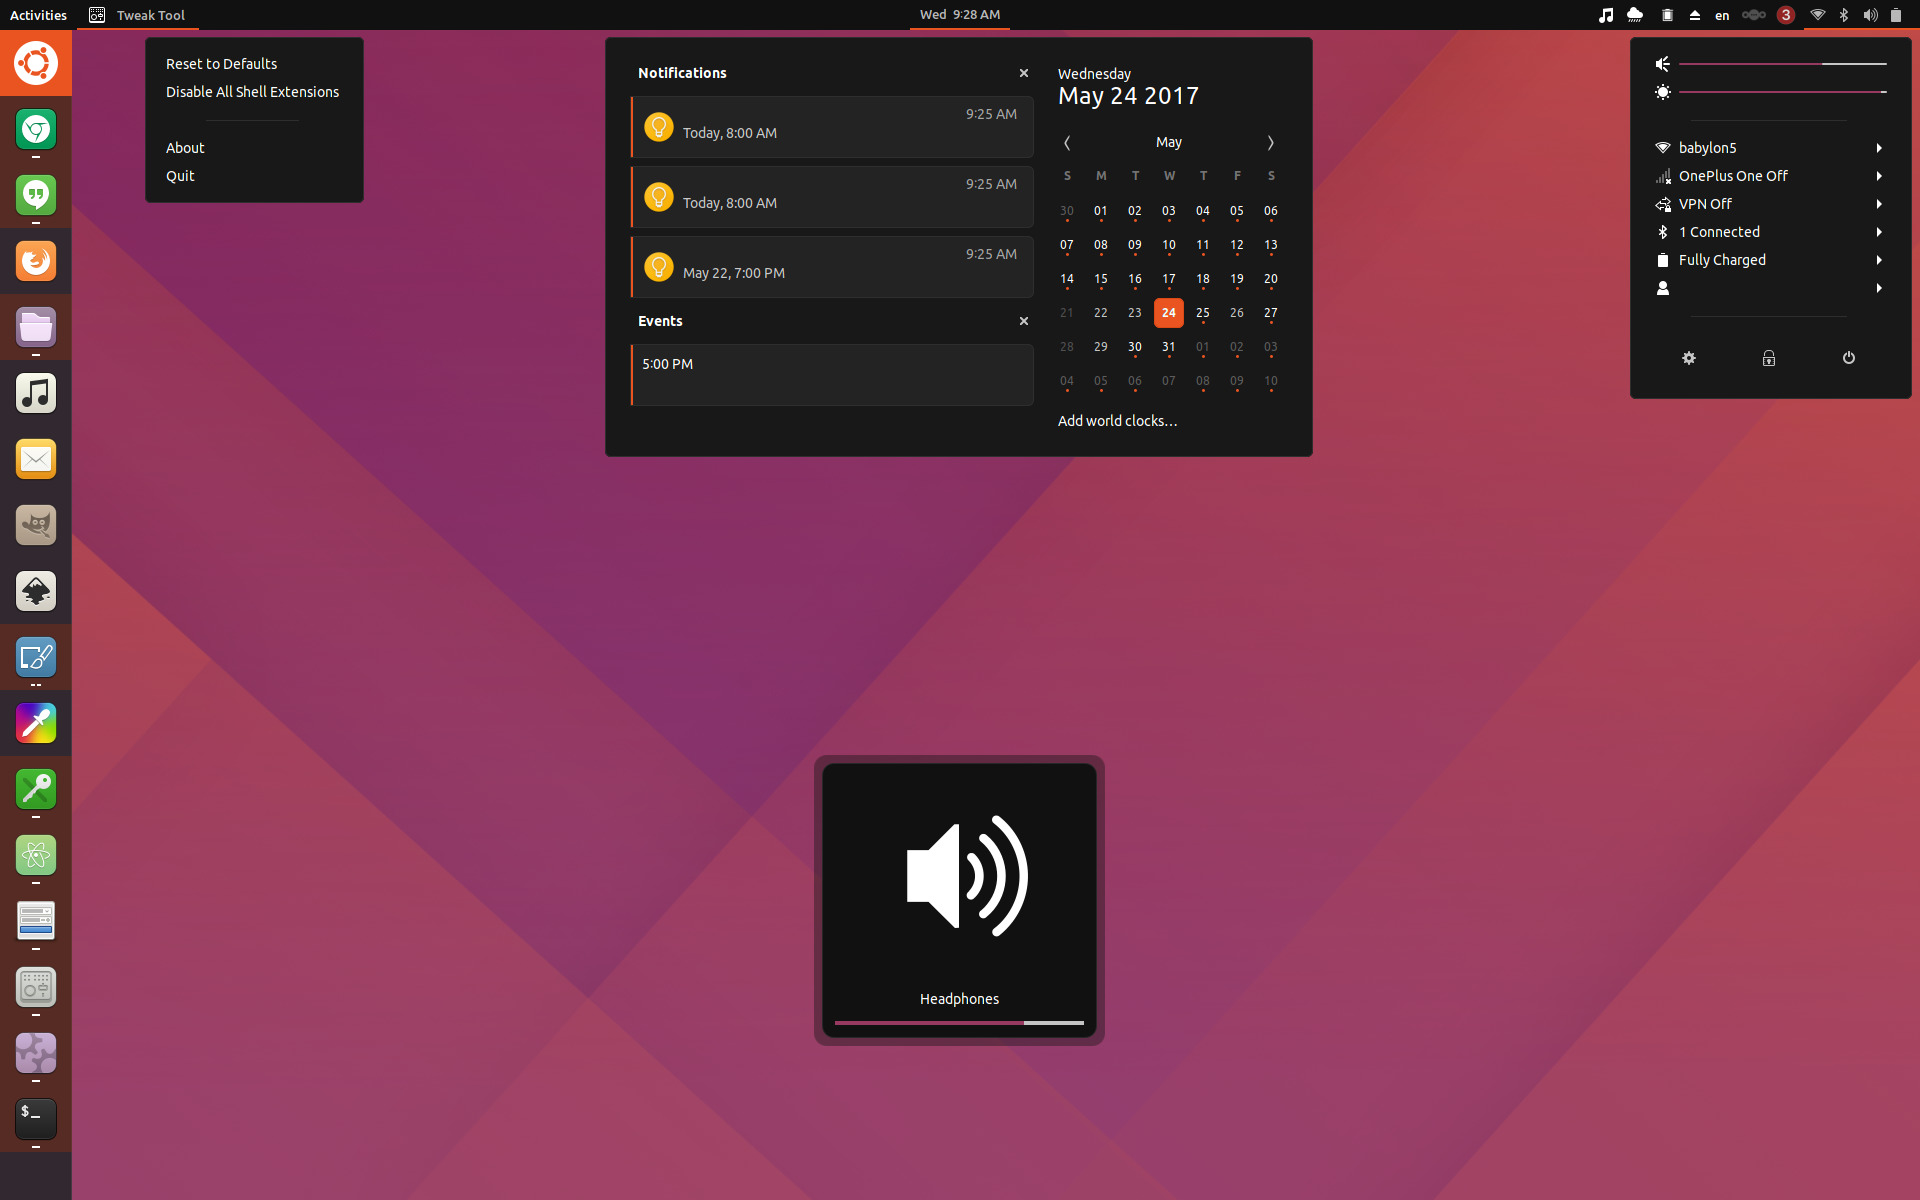 Activities
Tweak Tool
Wed 9:28 AM
en
3
Reset to Defaults
Disable All Shell Extensions
About
Quit
Notifications
9:25 AM
Today, 8:00 AM
9:25 AM
Today, 8:00 AM
9:25 AM
May 22, 7:00 PM
Events
5:00 PM
Wednesday
May 24 2017
May
S M T W T F S
30 01 02 03 04 05 06
07 08 09 10 11 12 13
14 15 16 17 18 19 20
21 22 23 24 25 26 27
28 29 30 31 01 02 03
04 05 06 07 08 09 10
Add world clocks…
babylon5
OnePlus One Off
VPN Off
1 Connected
Fully Charged
$_
Headphones